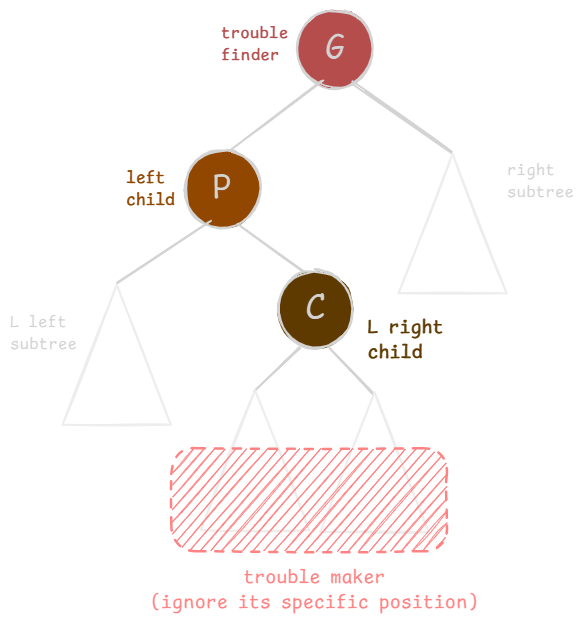 trouble
finder
G
left
child
P
right
subtree
L left
subtree
C
L right
child
trouble maker
(ignore its specific position)